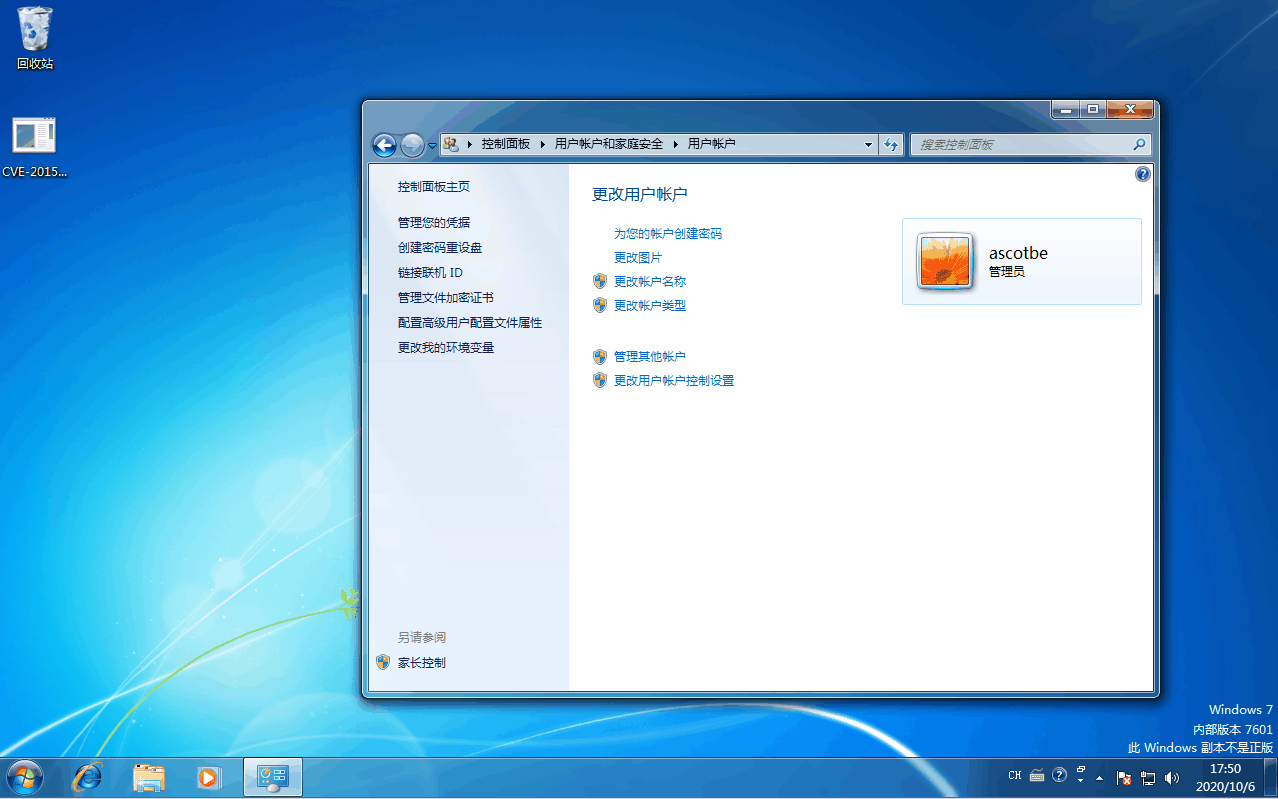 回收站
CVE-2015...
控制面板 用户帐户和家庭安全 用户帐户
搜索控制面板
控制面板主页
管理您的凭据
创建密码重设盘
链接联机 ID
管理文件加密证书
配置高级用户配置文件属性
更改我的环境变量
另请参阅
家长控制
更改用户帐户
为您的帐户创建密码
更改图片
更改帐户名称
更改帐户类型
管理其他帐户
更改用户帐户控制设置
ascotbe
管理员
Windows 7
内部版本 7601
此 Windows 副本不是正版
CH
17:50
2020/10/6